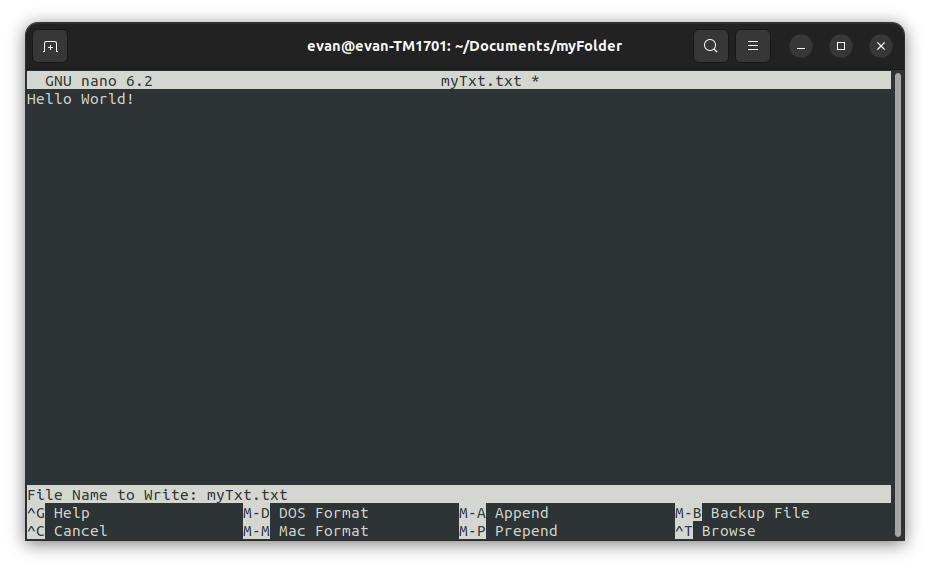 evan@evan-TM1701: ~/Documents/myFolder
GNU nano 6.2 myTxt.txt *
Hello World!
File Name to Write: myTxt.txt
^G Help M-D DOS Format M-A Append M-B Backup File
^C Cancel M-M Mac Format M-P Prepend ^T Browse